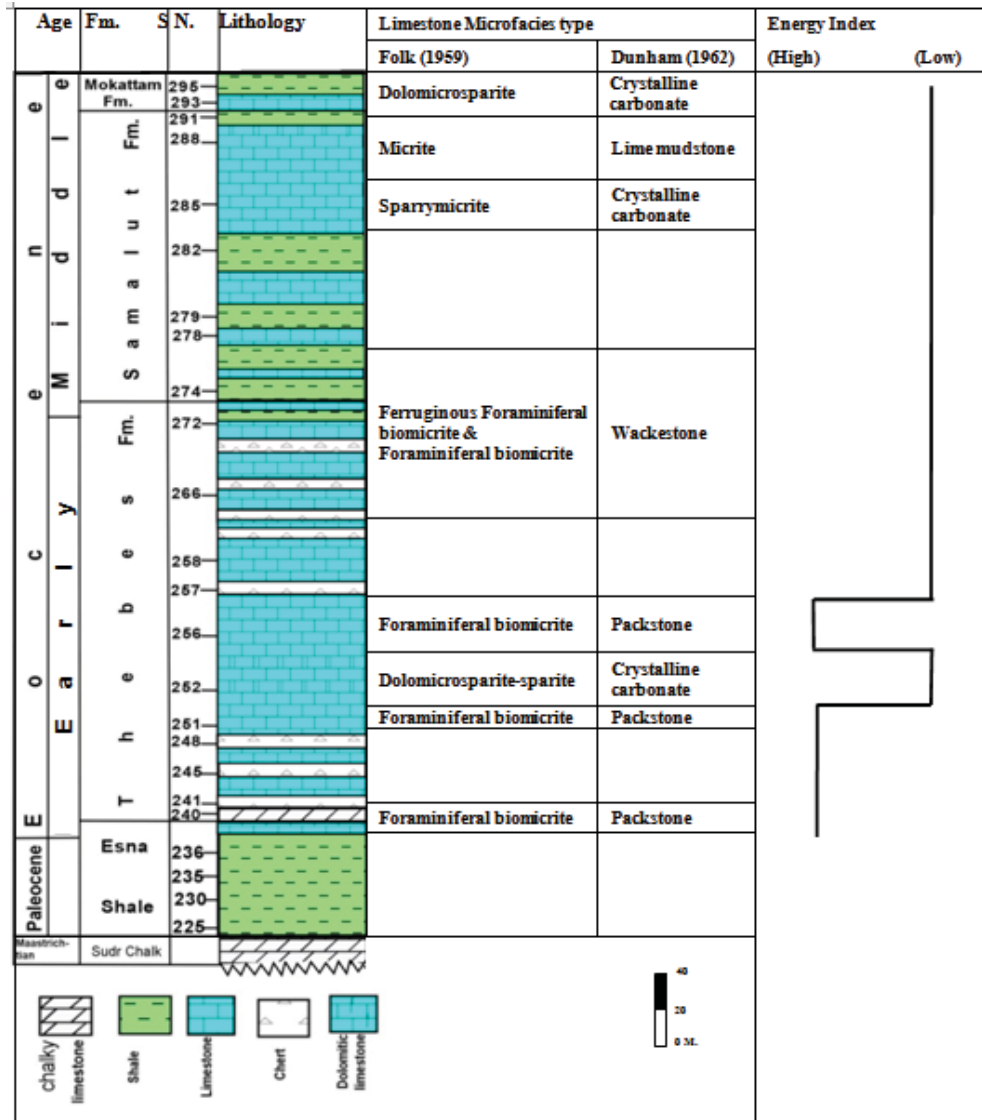 Age Fm. S N. Lithology Limestone Microfacies type Energy Index
Folk (1959) Dunham (1962) (High) (Low)
Eocene
Middle
Early
Paleocene
Maastrich-
tian
Mokattam
Fm.
Samalut Fm.
Thebes Fm.
Esna
Shale
Sudr Chalk
295
293
291
288
285
282
279
278
274
272
266
258
257
256
252
251
248
245
241
240
236
235
230
225
Dolomicrosparite
Crystalline
carbonate
Micrite
Lime mudstone
Sparrymicrite
Crystalline
carbonate
Ferruginous Foraminiferal
biomicrite &
Foraminiferal biomicrite
Wackestone
Foraminiferal biomicrite
Packstone
Dolomicrosparite-sparite
Crystalline
carbonate
Foraminiferal biomicrite
Packstone
Foraminiferal biomicrite
Packstone
chalky
limestone
Shale
Limestone
Chert
Dolomitic
limestone
40
20
0 M.